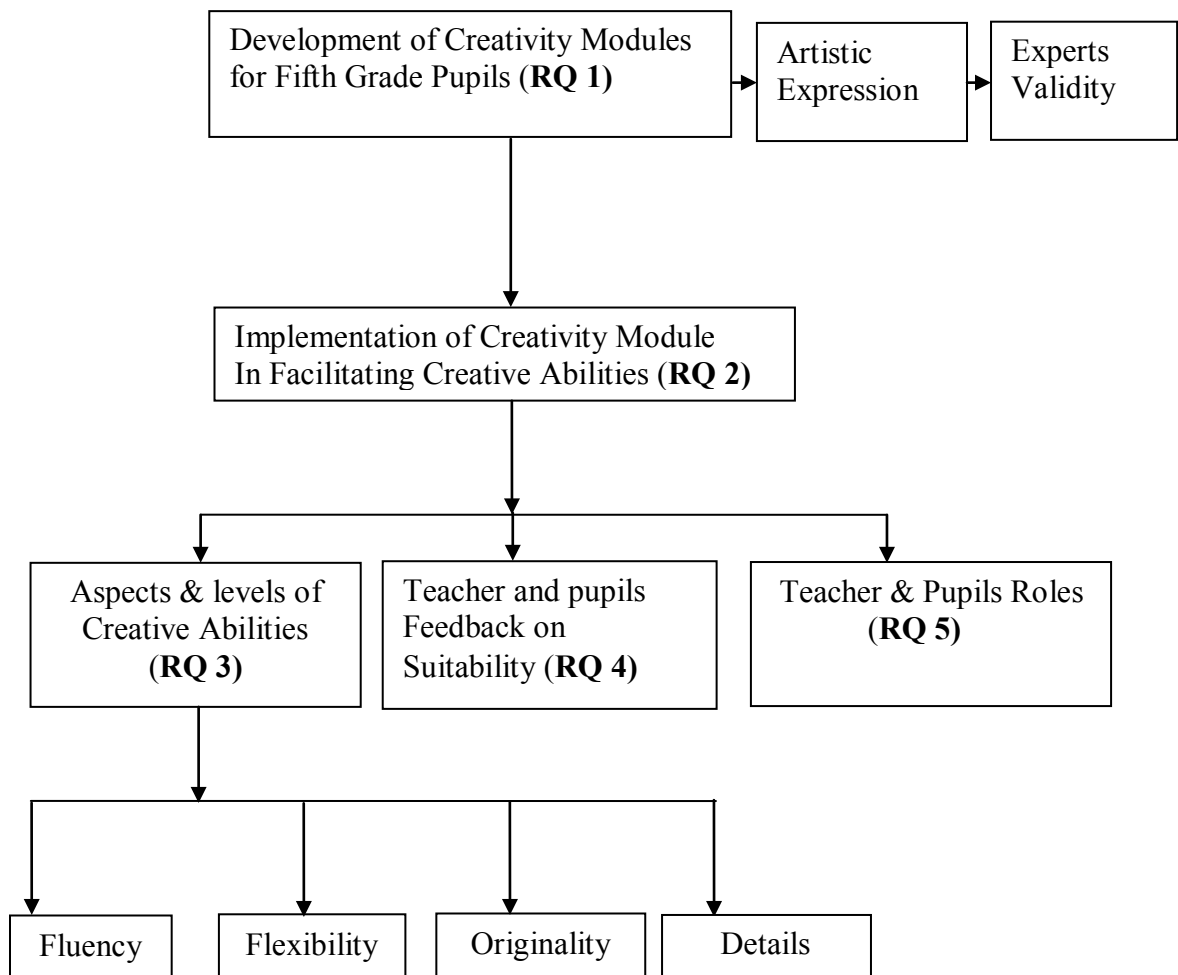 Development of Creativity Modules
for Fifth Grade Pupils (RQ 1)
Artistic
Expression
Experts
Validity
Implementation of Creativity Module
In Facilitating Creative Abilities (RQ 2)
Aspects & levels of
Creative Abilities
(RQ 3)
Teacher and pupils
Feedback on
Suitability (RQ 4)
Teacher & Pupils Roles
(RQ 5)
Fluency
Flexibility
Originality
Details